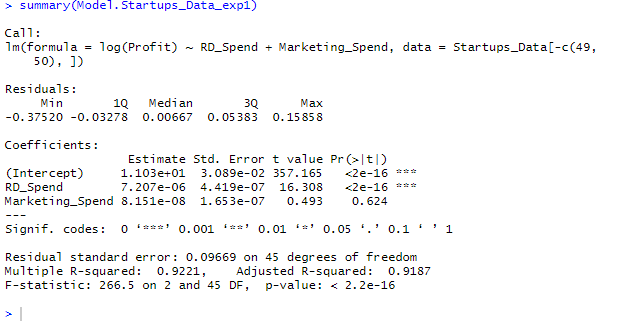 > summary(Model.Startups_Data_exp1)
Call:
lm(formula = log(Profit) ~ RD_Spend + Marketing_Spend, data = Startups_Data[-c(49,
    50), ])
Residuals:
     Min       1Q   Median       3Q      Max
-0.37520 -0.03278  0.00667  0.05383  0.15858
Coefficients:
                 Estimate Std. Error t value Pr(>|t|)
(Intercept)     1.103e+01  3.089e-02 357.165   <2e-16 ***
RD_Spend        7.207e-06  4.419e-07  16.308   <2e-16 ***
Marketing_Spend 8.151e-08  1.653e-07   0.493    0.624
---
Signif. codes:  0 ‘***’ 0.001 ‘**’ 0.01 ‘*’ 0.05 ‘.’ 0.1 ‘ ’ 1
Residual standard error: 0.09669 on 45 degrees of freedom
Multiple R-squared:  0.9221,    Adjusted R-squared:  0.9187
F-statistic: 266.5 on 2 and 45 DF,  p-value: < 2.2e-16
>